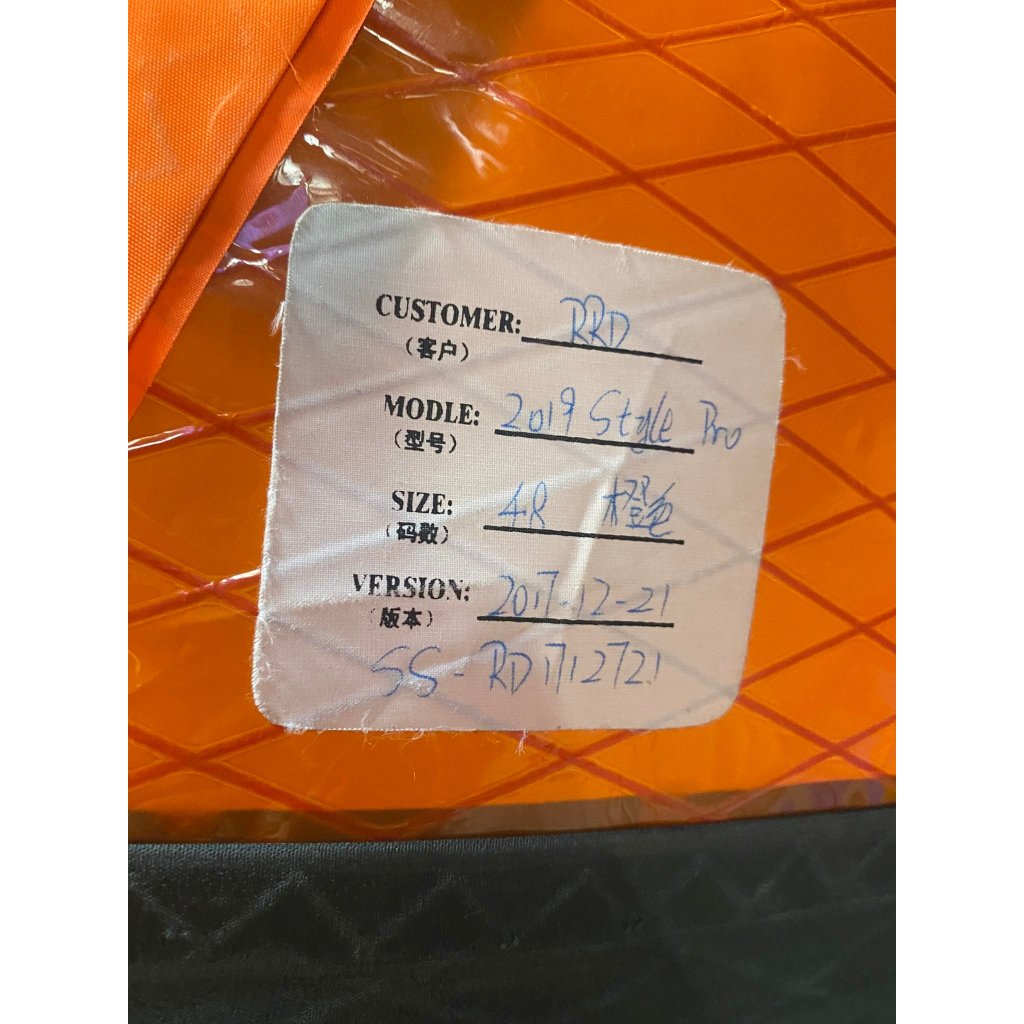 CUSTOMER: RRD
(客户)
MODLE: 2019 Style Pro
(型号)
SIZE: 4R 橙色
(码数)
VERSION: 2017-12-21
(版本)
SS-RD1712721